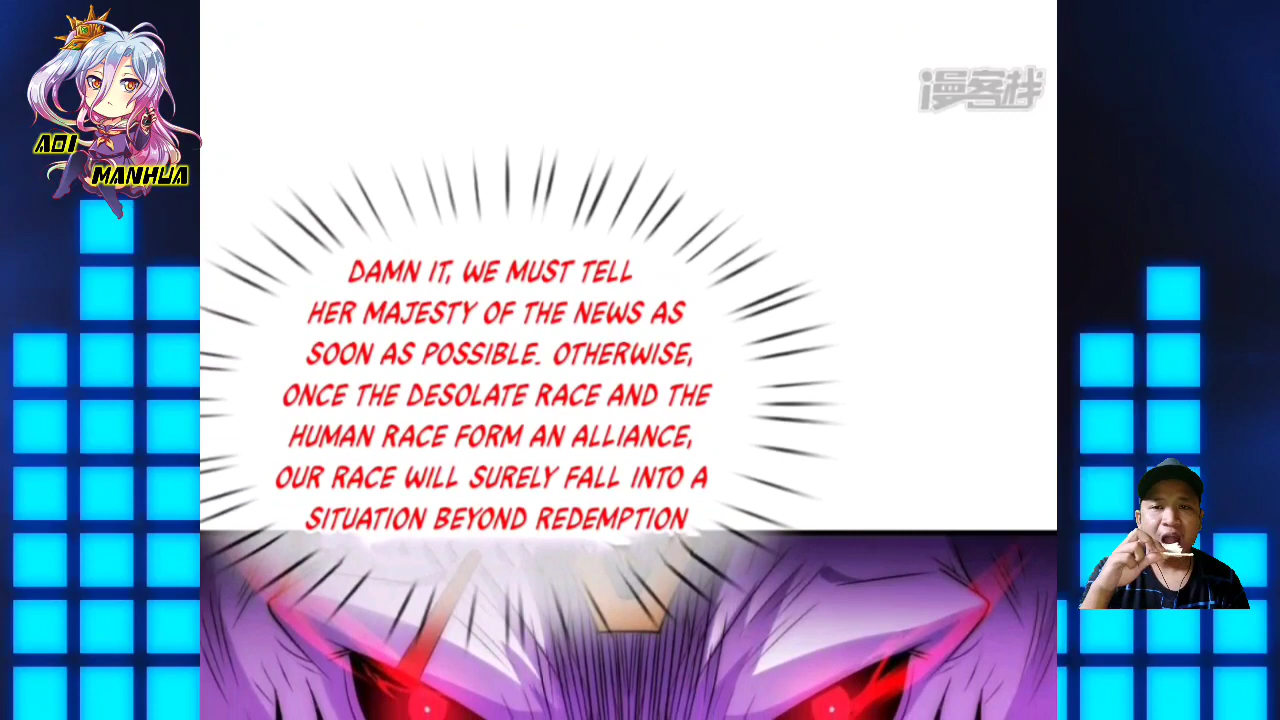 漫客栈
AOI
MANHUA
DAMN IT, WE MUST TELL
HER MAJESTY OF THE NEWS AS
SOON AS POSSIBLE. OTHERWISE,
ONCE THE DESOLATE RACE AND THE
HUMAN RACE FORM AN ALLIANCE,
OUR RACE WILL SURELY FALL INTO A
SITUATION BEYOND REDEMPTION